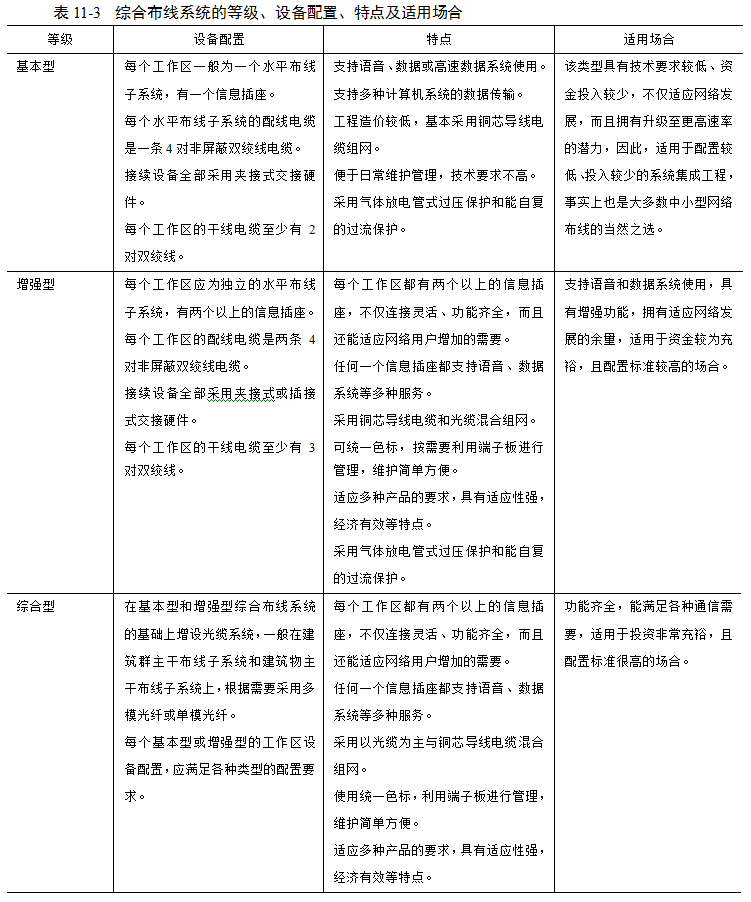 表 11-3 综合布线系统的等级、设备配置、特点及适用场合
等级
设备配置
特点
适用场合
基本型
每个工作区一般为一个水平布线
子系统，有一个信息插座。
每个水平布线子系统的配线电缆
是一条 4 对非屏蔽双绞线电缆。
接续设备全部采用夹接式交接硬
件。
每个工作区的干线电缆至少有 2
对双绞线。
支持语音、数据或高速数据系统使用。
支持多种计算机系统的数据传输。
工程造价较低，基本采用铜芯导线电
缆组网。
便于日常维护管理，技术要求不高。
采用气体放电管式过压保护和能自复
的过流保护。
该类型具有技术要求较低、资
金投入较少，不仅适应网络发
展，而且拥有升级至更高速率
的潜力，因此，适用于配置较
低、投入较少的系统集成工程，
事实上也是大多数中小型网络
布线的当然之选。
增强型
每个工作区应为独立的水平布线
子系统，有两个以上的信息插座。
每个工作区的配线电缆是两条 4
对非屏蔽双绞线电缆。
接续设备全部采用夹接式或插接
式交接硬件。
每个工作区的干线电缆至少有 3
对双绞线。
每个工作区都有两个以上的信息插
座，不仅连接灵活、功能齐全，而且
还能适应网络用户增加的需要。
任何一个信息插座都支持语音、数据
系统等多种服务。
采用铜芯导线电缆和光缆混合组网。
可统一色标，按需要利用端子板进行
管理，维护简单方便。
适应多种产品的要求，具有适应性强，
经济有效等特点。
采用气体放电管式过压保护和能自复
的过流保护。
支持语音和数据系统使用，具
有增强功能，拥有适应网络发
展的余量，适用于资金较为充
裕，且配置标准较高的场合。
综合型
在基本型和增强型综合布线系统
的基础上增设光缆系统，一般在建
筑群主干布线子系统和建筑物主
干布线子系统上，根据需要采用多
模光纤或单模光纤。
每个基本型或增强型的工作区设
备配置，应满足各种类型的配置要
求。
每个工作区都有两个以上的信息插
座，不仅连接灵活、功能齐全，而且
还能适应网络用户增加的需要。
任何一个信息插座都支持语音、数据
系统等多种服务。
采用以光缆为主与铜芯导线电缆混合
组网。
使用统一色标，利用端子板进行管理，
维护简单方便。
适应多种产品的要求，具有适应性强，
经济有效等特点。
功能齐全，能满足各种通信需
要，适用于投资非常充裕，且
配置标准很高的场合。